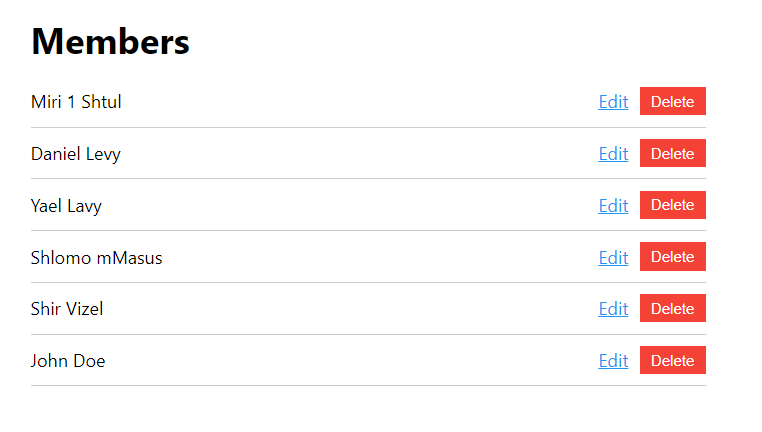 Members
Miri 1 Shtul Edit Delete
Daniel Levy Edit Delete
Yael Lavy Edit Delete
Shlomo mMasus Edit Delete
Shir Vizel Edit Delete
John Doe Edit Delete